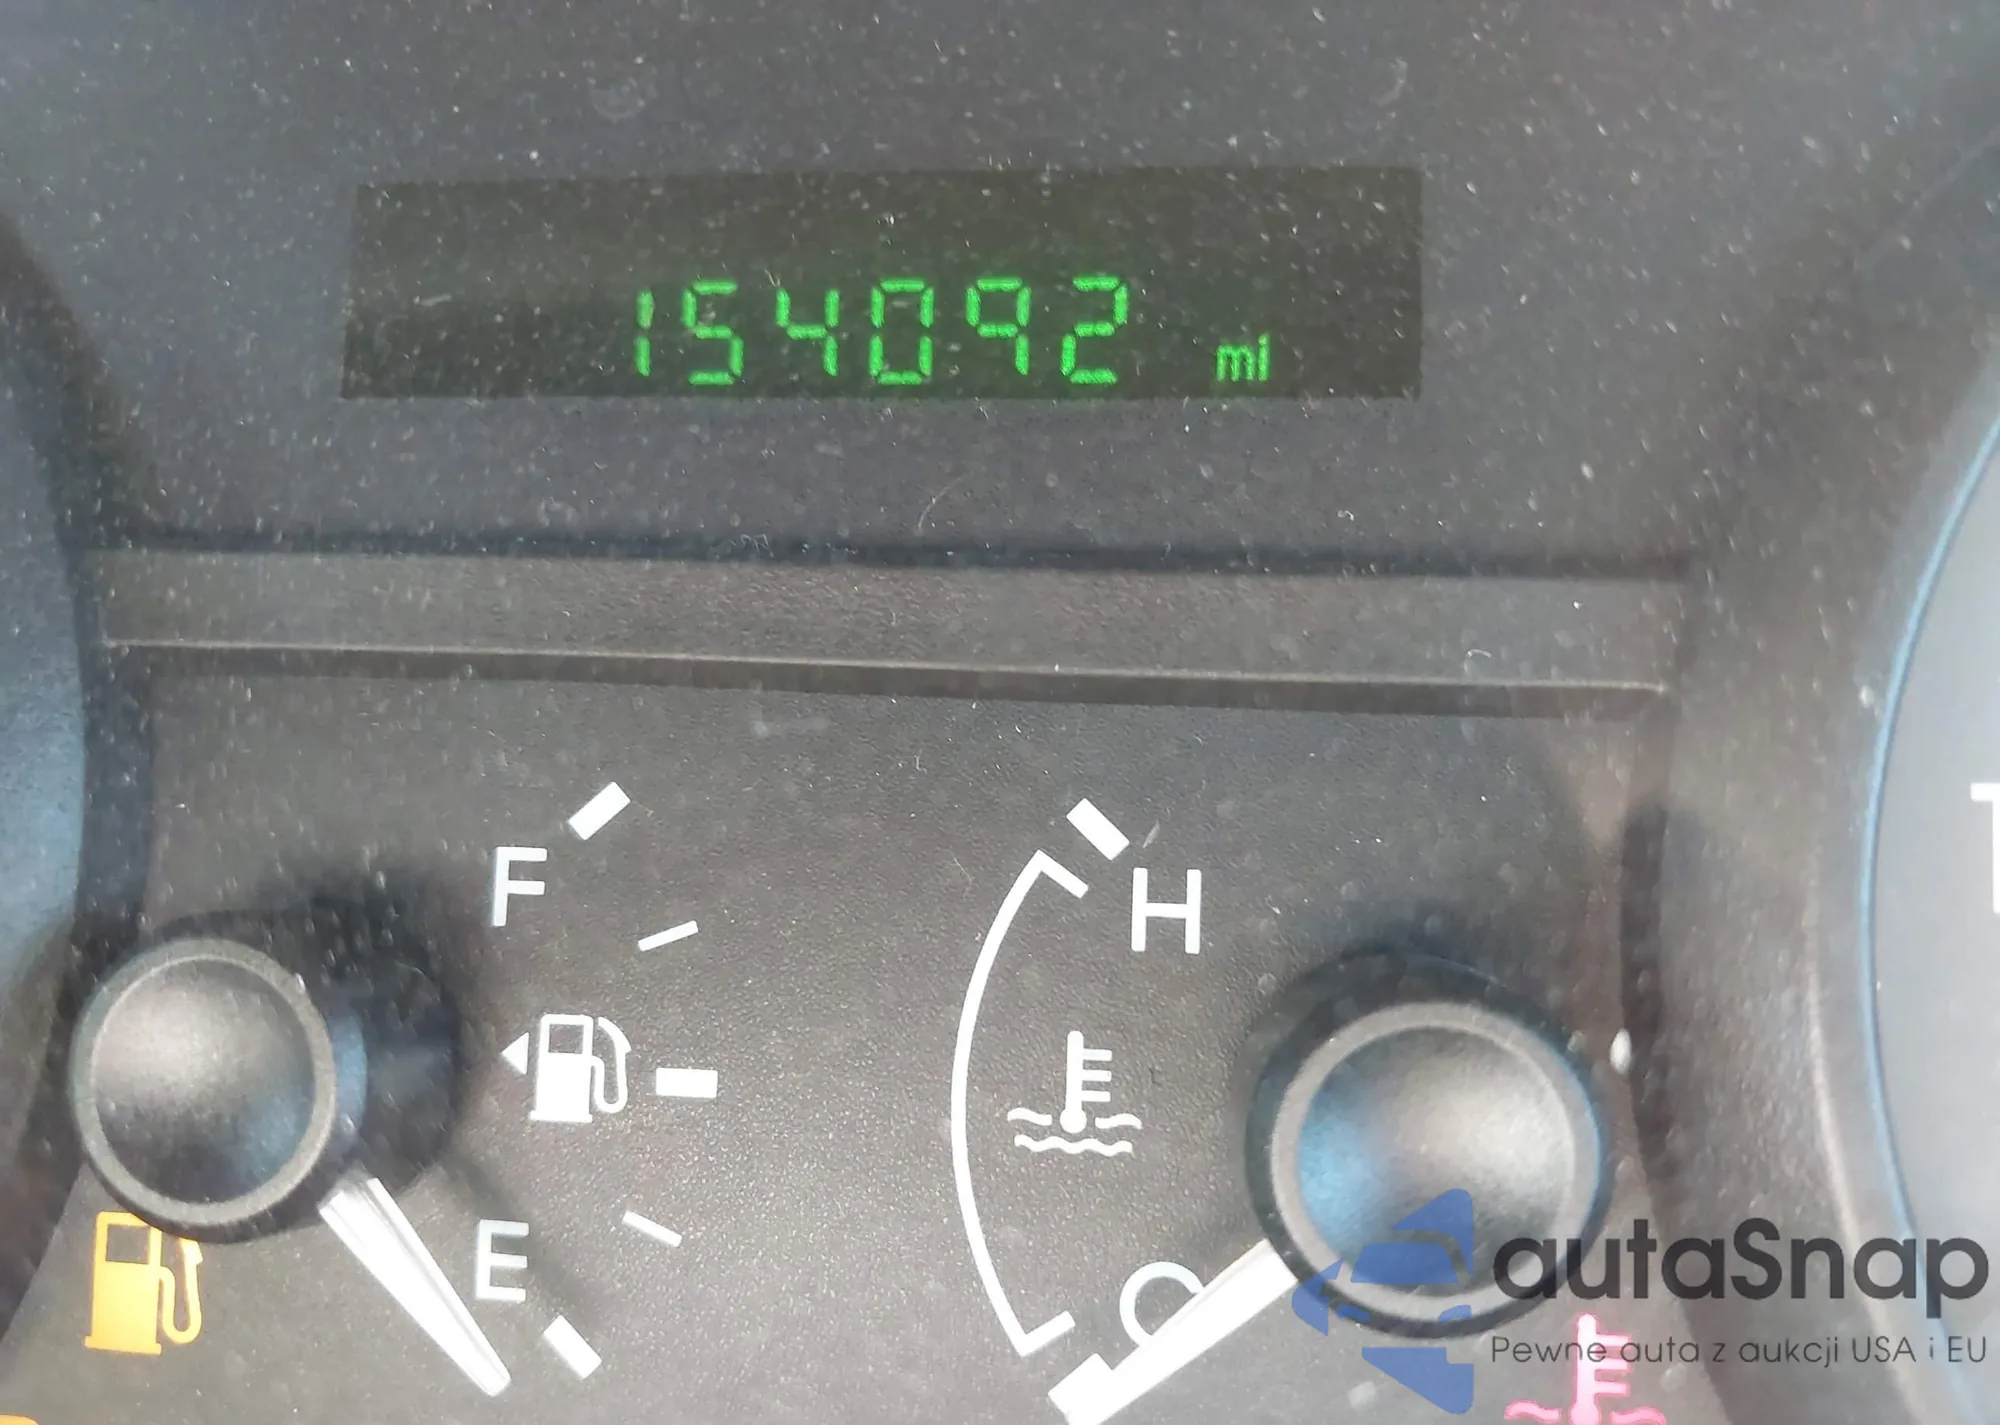 154092 mi
F
H
E
C
autaSnap
Pewne auta z aukcji USA i EU